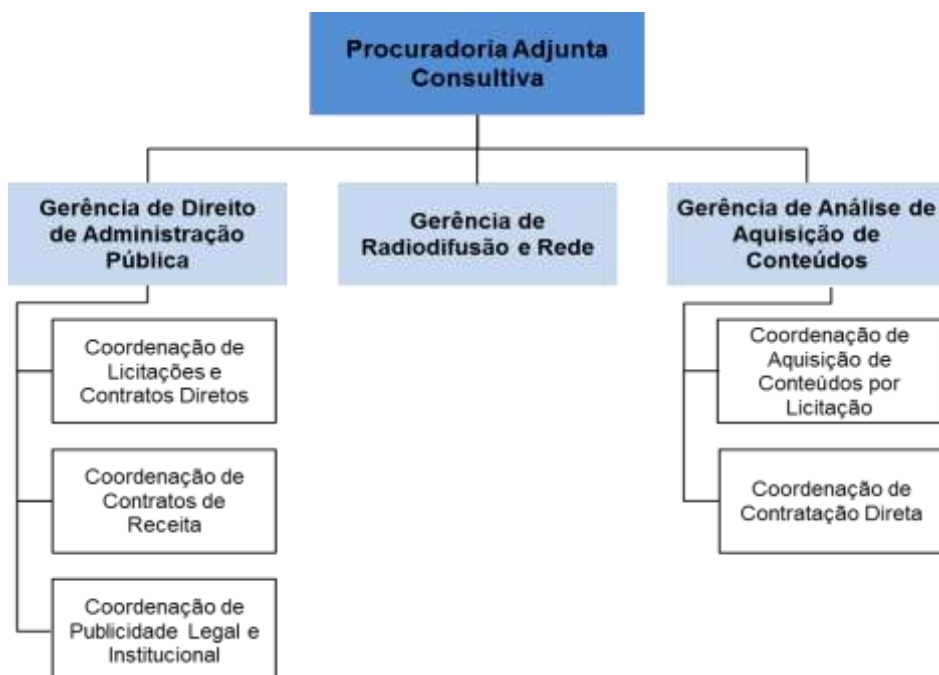 Procuradoria Adjunta
Consultiva
Gerência de Direito
de Administração
Pública
Gerência de
Radiodifusão e Rede
Gerência de Análise de
Aquisição de
Conteúdos
Coordenação de
Licitações e
Contratos Diretos
Coordenação de
Contratos de
Receita
Coordenação de
Publicidade Legal e
Institucional
Coordenação de
Aquisição de
Conteúdos por
Licitação
Coordenação de
Contratação Direta